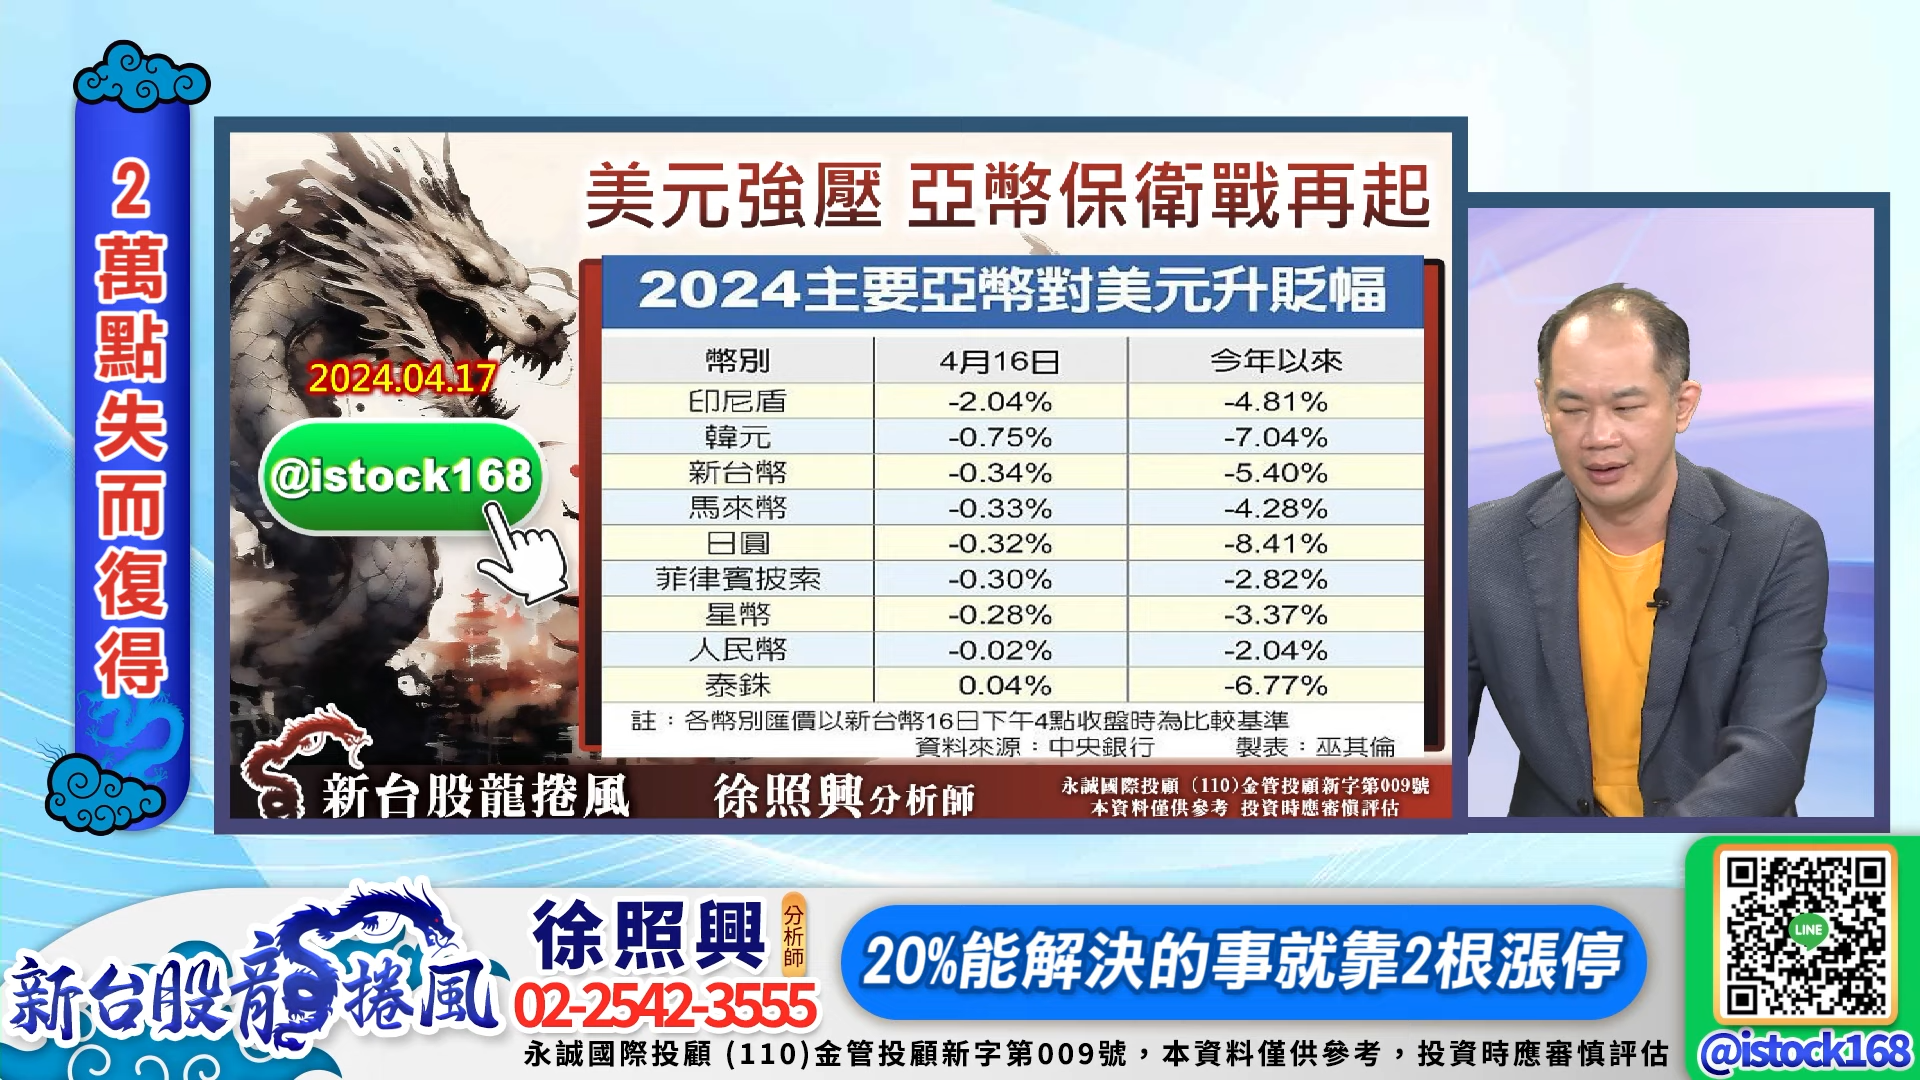 2萬點失而復得
美元強壓 亞幣保衛戰再起
2024.04.17
@istock168
2024主要亞幣對美元升貶幅
幣別 4月16日 今年以來
印尼盾 -2.04% -4.81%
韓元 -0.75% -7.04%
新台幣 -0.34% -5.40%
馬來幣 -0.33% -4.28%
日圓 -0.32% -8.41%
菲律賓披索 -0.30% -2.82%
星幣 -0.28% -3.37%
人民幣 -0.02% -2.04%
泰銖 0.04% -6.77%
註：各幣別匯價以新台幣16日下午4點收盤時為比較基準
資料來源：中央銀行 製表：巫其倫
新台股龍捲風 徐照興分析師
永誠國際投顧 (110)金管投顧新字第009號
本資料僅供參考 投資時應審慎評估
新台股龍捲風
徐照興 分析師
02-2542-3555
20%能解決的事就靠2根漲停
永誠國際投顧 (110)金管投顧新字第009號，本資料僅供參考，投資時應審慎評估
LINE
@istock168